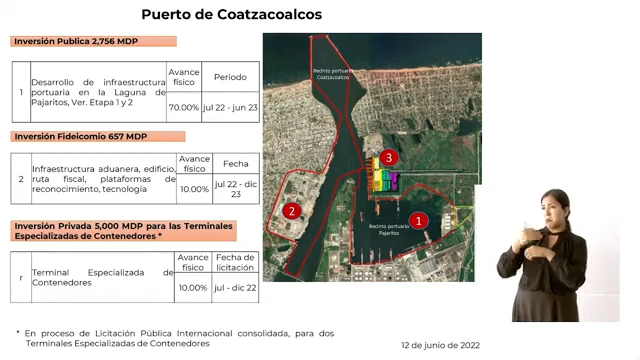 Puerto de Coatzacoalcos
Inversión Publica 2,756 MDP
1
Desarrollo de infraestructura
portuaria en la Laguna de
Pajaritos, Ver. Etapa 1 y 2
Avance
físico
Periodo
70.00%
jul 22 - jun 23
Inversión Fideicomio 657 MDP
2
Infraestructura aduanera, edificio,
ruta fiscal, plataformas de
reconocimiento, tecnología
Avance
físico
Fecha
10.00%
jul 22 - dic
23
Inversión Privada 5,000 MDP para las Terminales
Especializadas de Contenedores *
r
Terminal Especializada de
Contenedores
Avance
físico
Fecha de
licitación
10.00%
jul - dic 22
Recinto portuario
Coatzacoalcos
3
2
1
Recinto portuario
Pajaritos
* En proceso de Licitación Pública Internacional consolidada, para dos
Terminales Especializadas de Contenedores
12 de junio de 2022